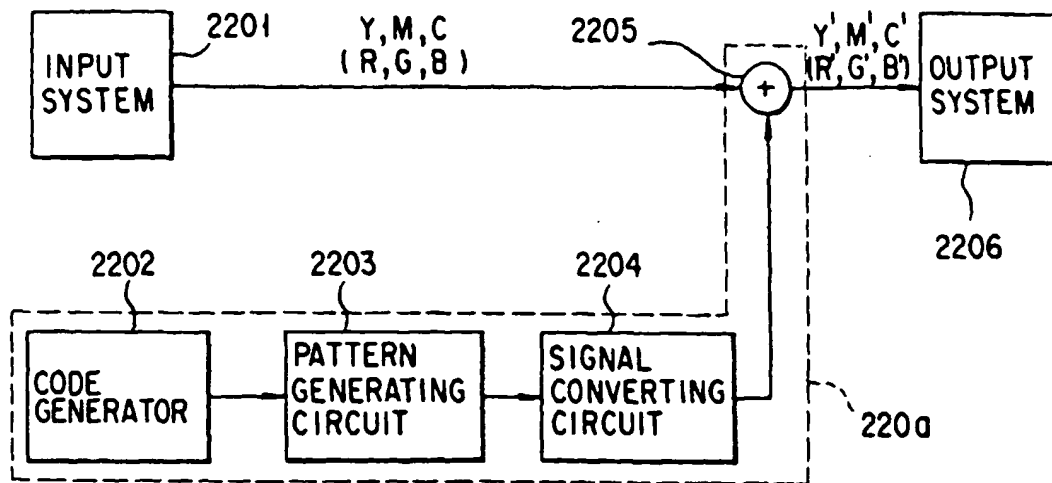 INPUT
SYSTEM
2201
Y, M, C
(R, G, B)
2205
Y', M', C'
(R', G', B')
OUTPUT
SYSTEM
+
2206
2202
2203
2204
CODE
GENERATOR
PATTERN
GENERATING
CIRCUIT
SIGNAL
CONVERTING
CIRCUIT
220a